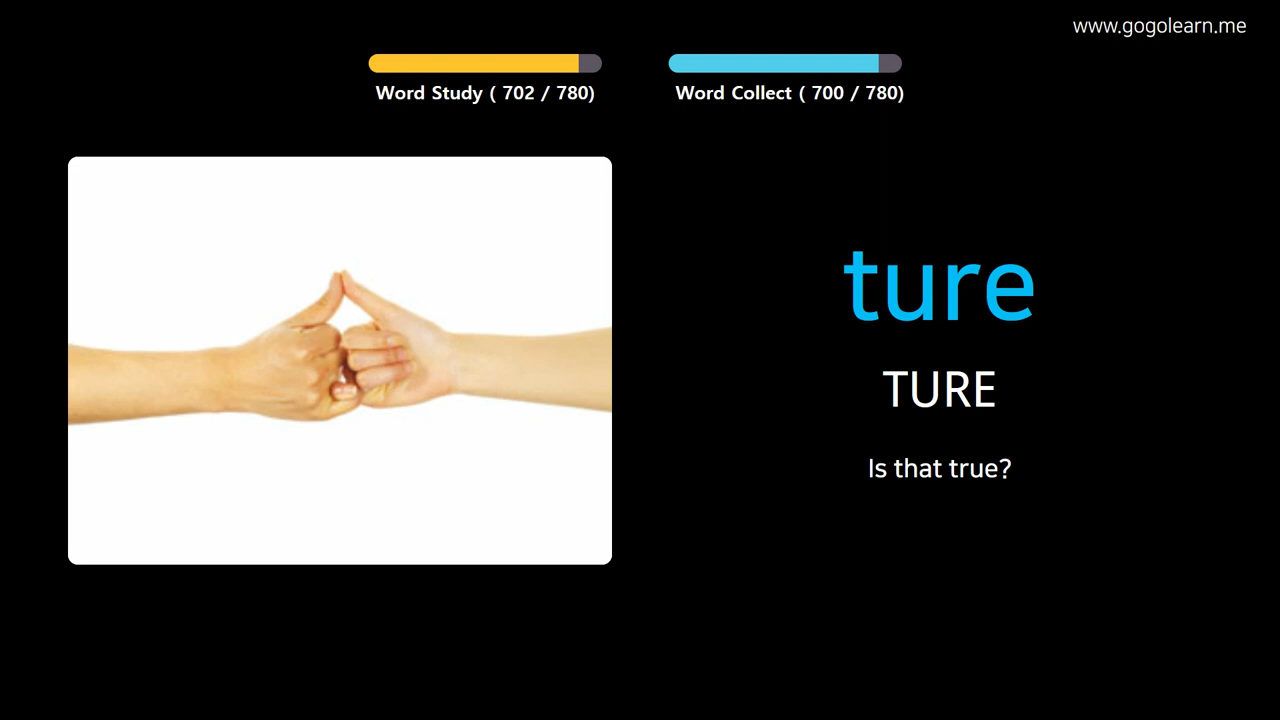 www.gogolearn.me
Word Study ( 702 / 780)
Word Collect ( 700 / 780)
ture
TURE
Is that true?